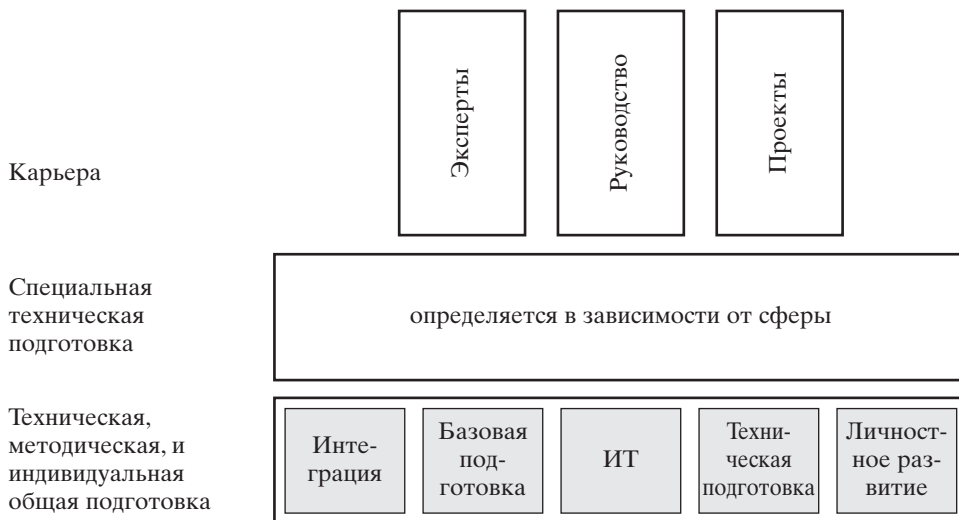 Эксперты
Руководство
Проекты
Карьера
Специальная
техническая
подготовка
определяется в зависимости от сферы
Техническая,
методическая, и
индивидуальная
общая подготовка
Инте-
грация
Базовая
под-
готовка
ИТ
Техни-
ческая
подготовка
Личност-
ное раз-
витие